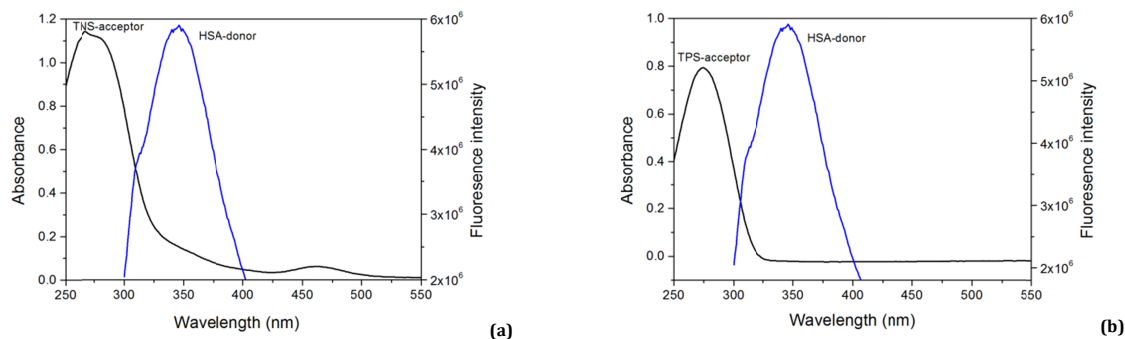 1.2
1.0
0.8
0.6
0.4
0.2
0.0
TNS-acceptor
HSA-donor
6x10⁶
5x10⁶
4x10⁶
3x10⁶
2x10⁶
Absorbance
Fluoresence intensity
250 300 350 400 450 500 550
Wavelength (nm)
(a)
1.0
0.8
0.6
0.4
0.2
0.0
TPS-acceptor
HSA-donor
6x10⁶
5x10⁶
4x10⁶
3x10⁶
2x10⁶
Absorbance
Fluoresence intensity
250 300 350 400 450 500 550
Wavelength (nm)
(b)